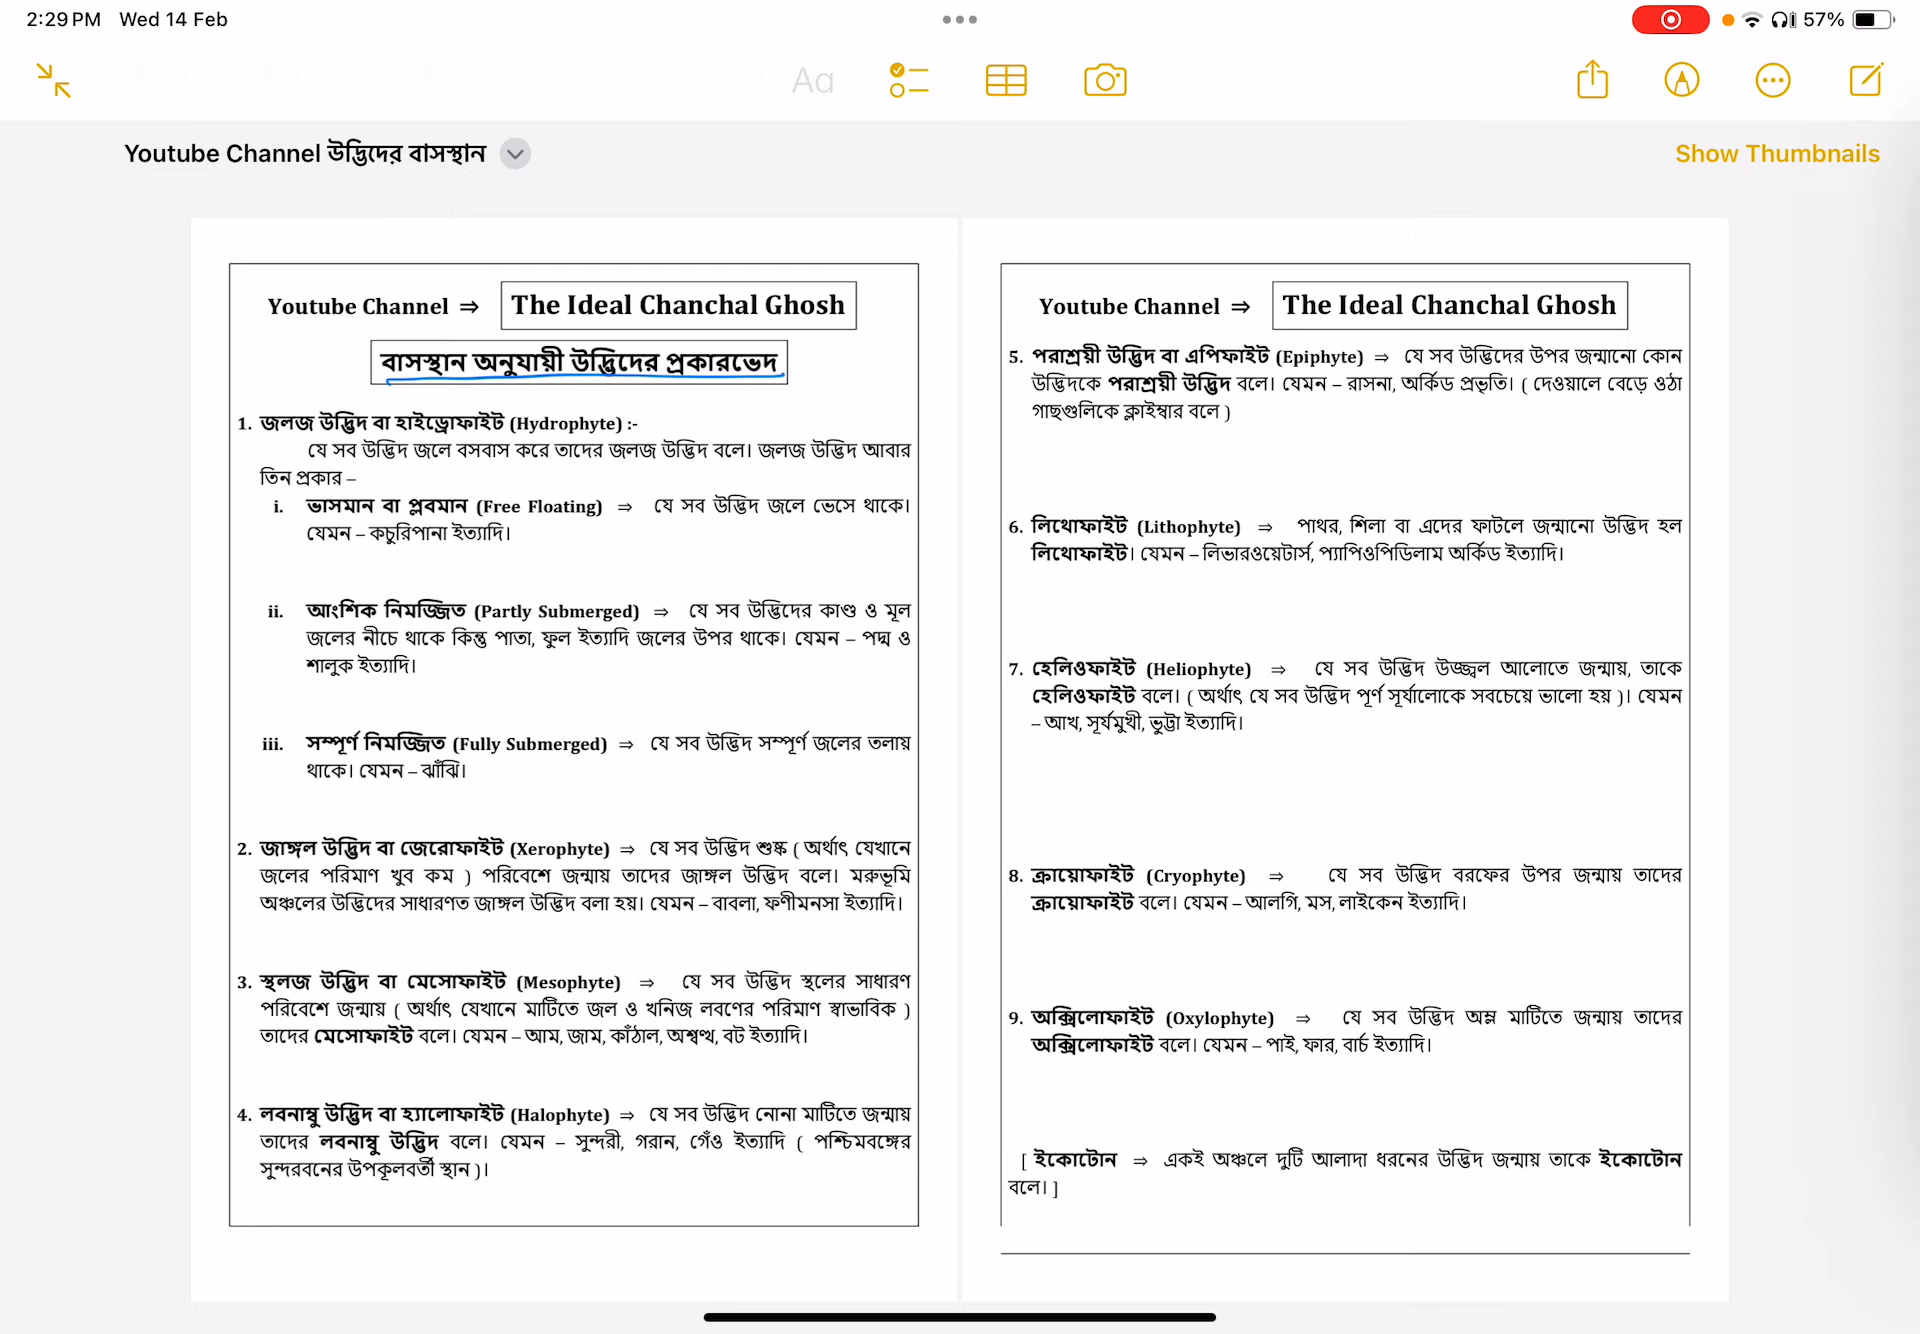 2:29 PM Wed 14 Feb
57%
Aa
Youtube Channel উদ্ভিদের বাসস্থান
Show Thumbnails
Youtube Channel ⇒ The Ideal Chanchal Ghosh
বাসস্থান অনুযায়ী উদ্ভিদের প্রকারভেদ
1. জলজ উদ্ভিদ বা হাইড্রোফাইট (Hydrophyte) :-
যে সব উদ্ভিদ জলে বসবাস করে তাদের জলজ উদ্ভিদ বলে। জলজ উদ্ভিদ আবার
তিন প্রকার –
i. ভাসমান বা প্লবমান (Free Floating) ⇒ যে সব উদ্ভিদ জলে ভেসে থাকে।
যেমন – কচুরিপানা ইত্যাদি।
ii. আংশিক নিমজ্জিত (Partly Submerged) ⇒ যে সব উদ্ভিদের কাণ্ড ও মূল
জলের নীচে থাকে কিন্তু পাতা, ফুল ইত্যাদি জলের উপর থাকে। যেমন – পদ্ম ও
শালুক ইত্যাদি।
iii. সম্পূর্ণ নিমজ্জিত (Fully Submerged) ⇒ যে সব উদ্ভিদ সম্পূর্ণ জলের তলায়
থাকে। যেমন – ঝাঁঝি।
2. জাঙ্গল উদ্ভিদ বা জেরোফাইট (Xerophyte) ⇒ যে সব উদ্ভিদ শুষ্ক ( অর্থাৎ যেখানে
জলের পরিমাণ খুব কম ) পরিবেশে জন্মায় তাদের জাঙ্গল উদ্ভিদ বলে। মরুভূমি
অঞ্চলের উদ্ভিদের সাধারণত জাঙ্গল উদ্ভিদ বলা হয়। যেমন – বাবলা, ফণীমনসা ইত্যাদি।
3. স্থলজ উদ্ভিদ বা মেসোফাইট (Mesophyte) ⇒ যে সব উদ্ভিদ স্থলের সাধারণ
পরিবেশে জন্মায় ( অর্থাৎ যেখানে মাটিতে জল ও খনিজ লবণের পরিমাণ স্বাভাবিক )
তাদের মেসোফাইট বলে। যেমন – আম, জাম, কাঁঠাল, অশ্বত্থ, বট ইত্যাদি।
4. লবনাম্বু উদ্ভিদ বা হ্যালোফাইট (Halophyte) ⇒ যে সব উদ্ভিদ নোনা মাটিতে জন্মায়
তাদের লবনাম্বু উদ্ভিদ বলে। যেমন – সুন্দরী, গরান, গেঁও ইত্যাদি ( পশ্চিমবঙ্গের
সুন্দরবনের উপকূলবর্তী স্থান )।
Youtube Channel ⇒ The Ideal Chanchal Ghosh
5. পরাশ্রয়ী উদ্ভিদ বা এপিফাইট (Epiphyte) ⇒ যে সব উদ্ভিদের উপর জন্মানো কোন
উদ্ভিদকে পরাশ্রয়ী উদ্ভিদ বলে। যেমন – রাসনা, অর্কিড প্রভৃতি। ( দেওয়ালে বেড়ে ওঠা
গাছগুলিকে ক্লাইম্বার বলে )
6. লিথোফাইট (Lithophyte) ⇒ পাথর, শিলা বা এদের ফাটলে জন্মানো উদ্ভিদ হল
লিথোফাইট। যেমন – লিভারওয়েটার্স, প্যাপিওপিডিলাম অর্কিড ইত্যাদি।
7. হেলিওফাইট (Heliophyte) ⇒ যে সব উদ্ভিদ উজ্জ্বল আলোতে জন্মায়, তাকে
হেলিওফাইট বলে। ( অর্থাৎ যে সব উদ্ভিদ পূর্ণ সূর্যালোকে সবচেয়ে ভালো হয় )। যেমন
– আখ, সূর্যমুখী, ভুট্টা ইত্যাদি।
8. ক্রায়োফাইট (Cryophyte) ⇒ যে সব উদ্ভিদ বরফের উপর জন্মায় তাদের
ক্রায়োফাইট বলে। যেমন – আলগি, মস, লাইকেন ইত্যাদি।
9. অক্সিলোফাইট (Oxylophyte) ⇒ যে সব উদ্ভিদ অম্ল মাটিতে জন্মায় তাদের
অক্সিলোফাইট বলে। যেমন – পাই, ফার, বার্চ ইত্যাদি।
[ ইকোটোন ⇒ একই অঞ্চলে দুটি আলাদা ধরনের উদ্ভিদ জন্মায় তাকে ইকোটোন
বলে। ]